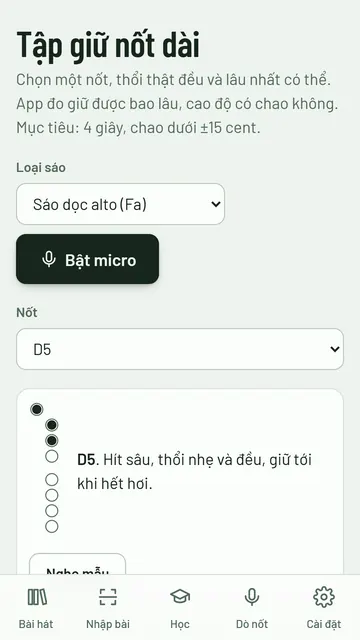 Tập giữ nốt dài
Chọn một nốt, thổi thật đều và lâu nhất có thể.
App đo giữ được bao lâu, cao độ có chao không.
Mục tiêu: 4 giây, chao dưới ±15 cent.
Loại sáo
Sáo dọc alto (Fa)
Bật micro
Nốt
D5
D5. Hít sâu, thổi nhẹ và đều, giữ tới
khi hết hơi.
Nghe mẫu
Bài hát
Nhập bài
Học
Dò nốt
Cài đặt